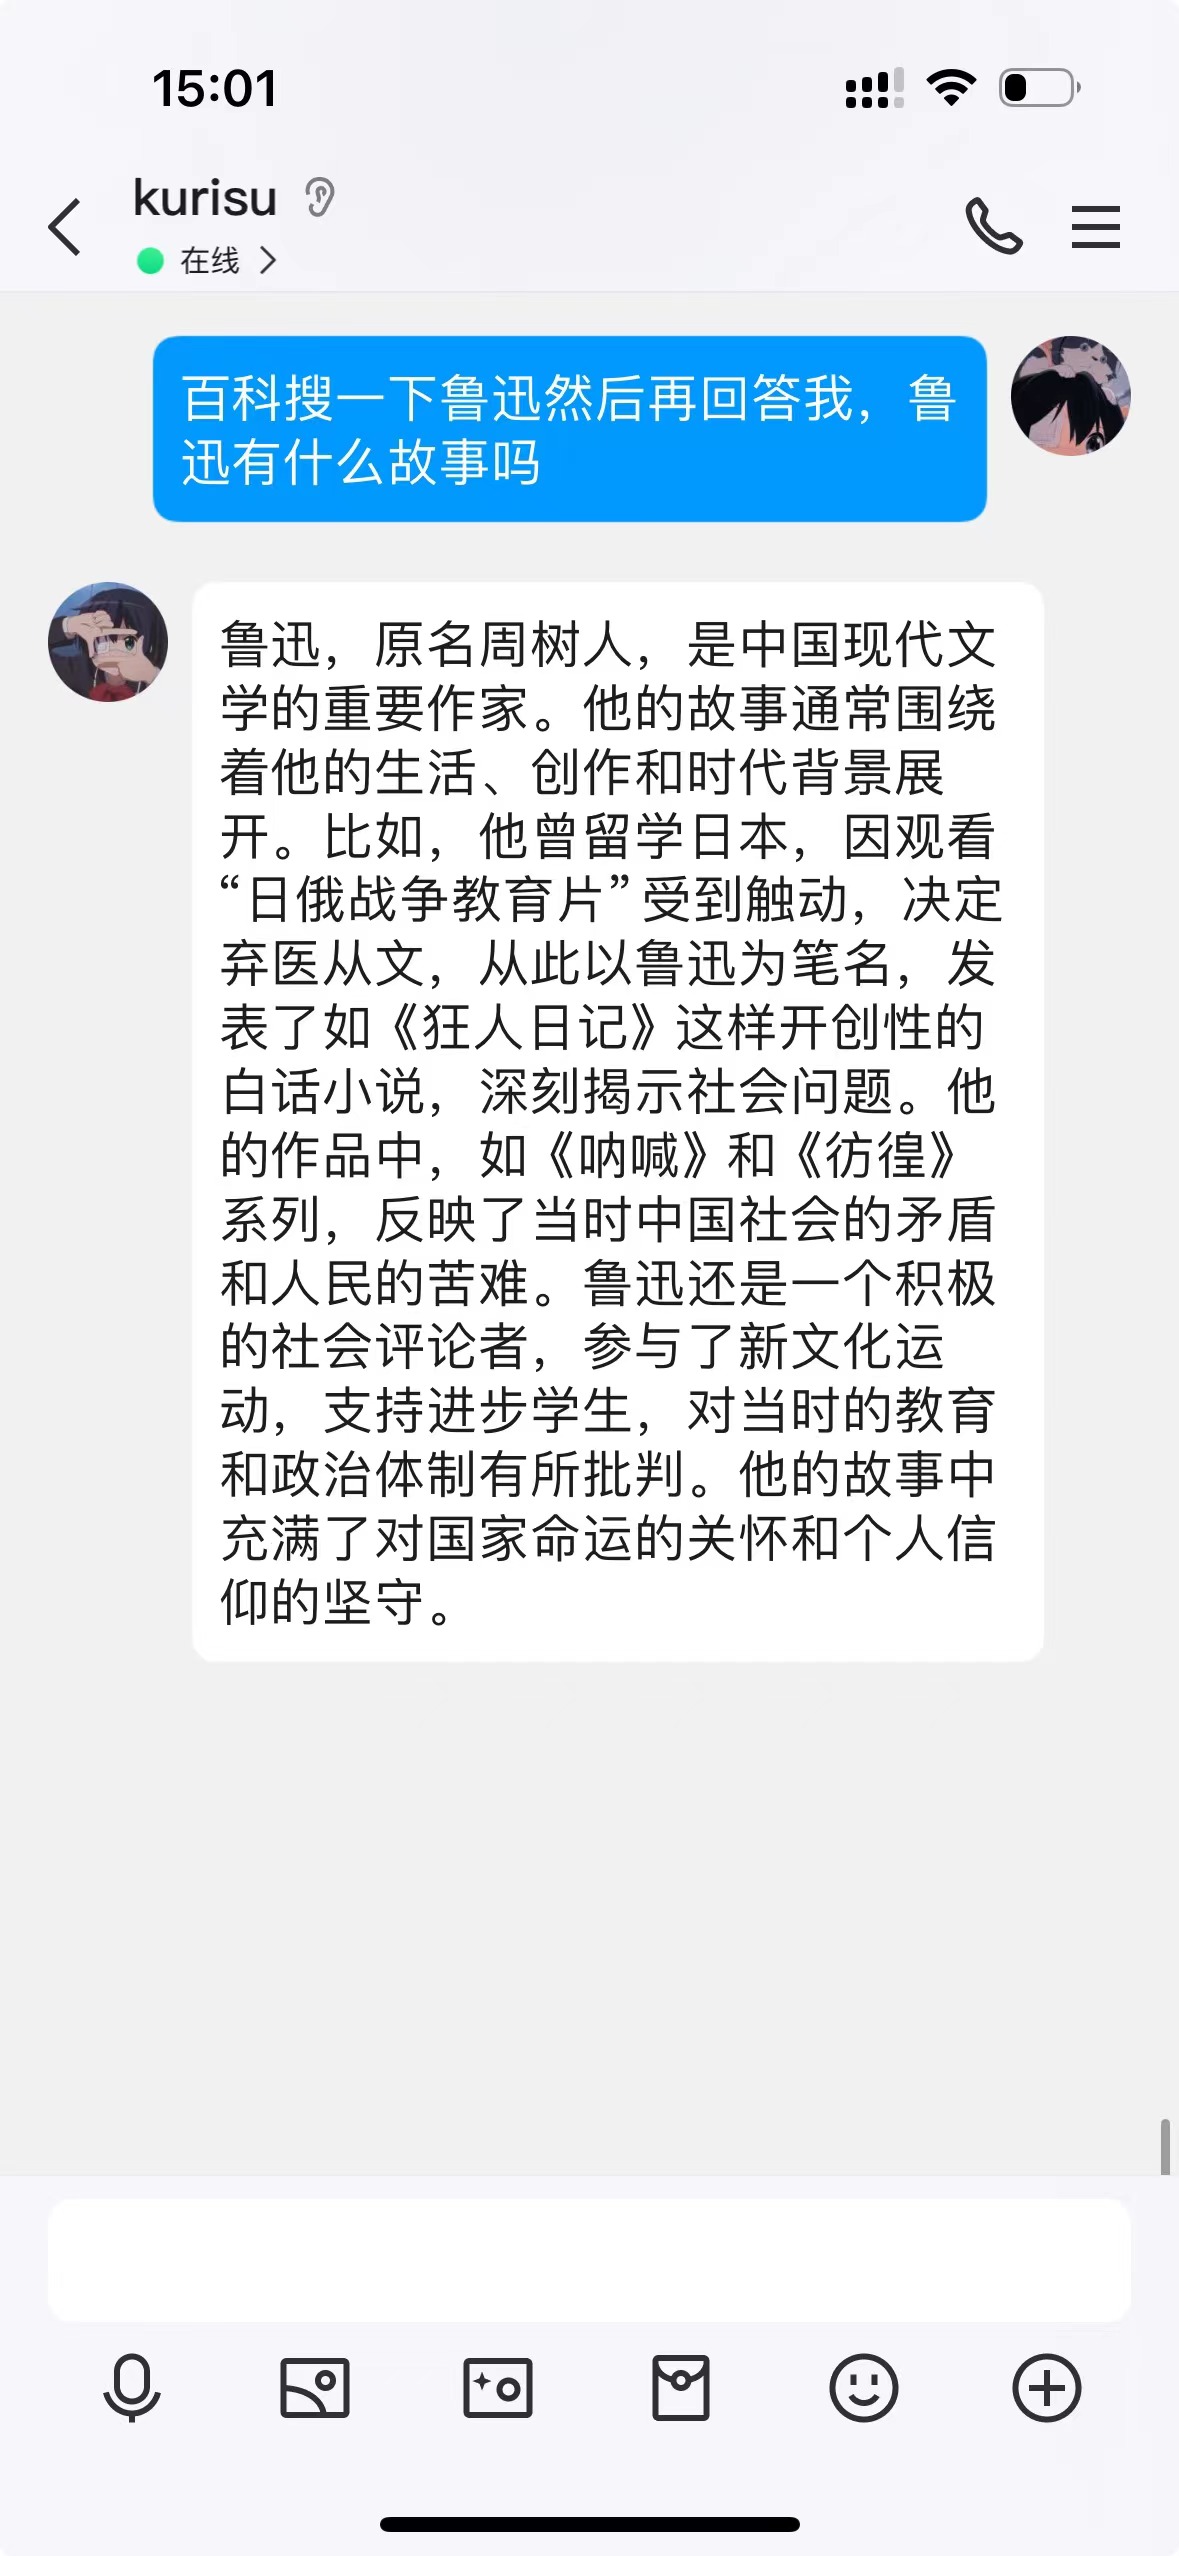 15:01
kurisu
在线
百科搜一下鲁迅然后再回答我，鲁
迅有什么故事吗
鲁迅，原名周树人，是中国现代文
学的重要作家。他的故事通常围绕
着他的生活、创作和时代背景展
开。比如，他曾留学日本，因观看
“日俄战争教育片”受到触动，决定
弃医从文，从此以鲁迅为笔名，发
表了如《狂人日记》这样开创性的
白话小说，深刻揭示社会问题。他
的作品中，如《呐喊》和《彷徨》
系列，反映了当时中国社会的矛盾
和人民的苦难。鲁迅还是一个积极
的社会评论者，参与了新文化运
动，支持进步学生，对当时的教育
和政治体制有所批判。他的故事中
充满了对国家命运的关怀和个人信
仰的坚守。